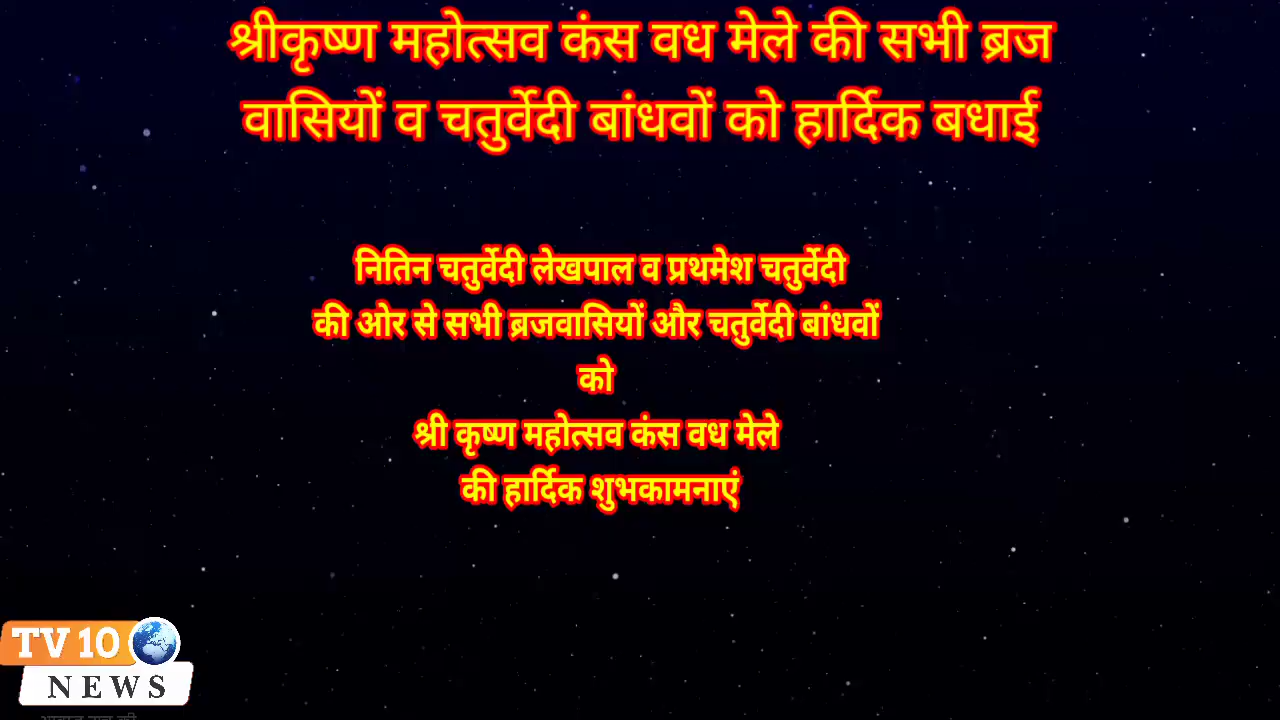 श्रीकृष्ण महोत्सव कंस वध मेले की सभी ब्रज
वासियों व चतुर्वेदी बांधवों को हार्दिक बधाई
नितिन चतुर्वेदी लेखपाल व प्रथमेश चतुर्वेदी
की ओर से सभी ब्रजवासियों और चतुर्वेदी बांधवों
को
श्री कृष्ण महोत्सव कंस वध मेले
की हार्दिक शुभकामनाएं
TV 10
NEWS